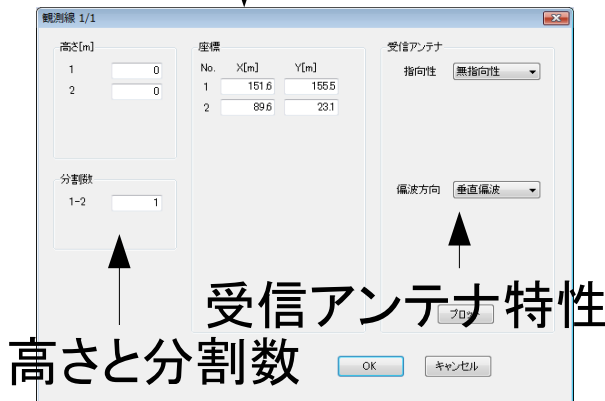 観測線 1/1
高さ[m]
1 0
2 0
分割数
1-2 1
座標
No. X[m] Y[m]
1 151.6 155.5
2 89.6 23.1
受信アンテナ
指向性 無指向性
偏波方向 垂直偏波
受信アンテナ特性
高さと分割数
OK
キャンセル